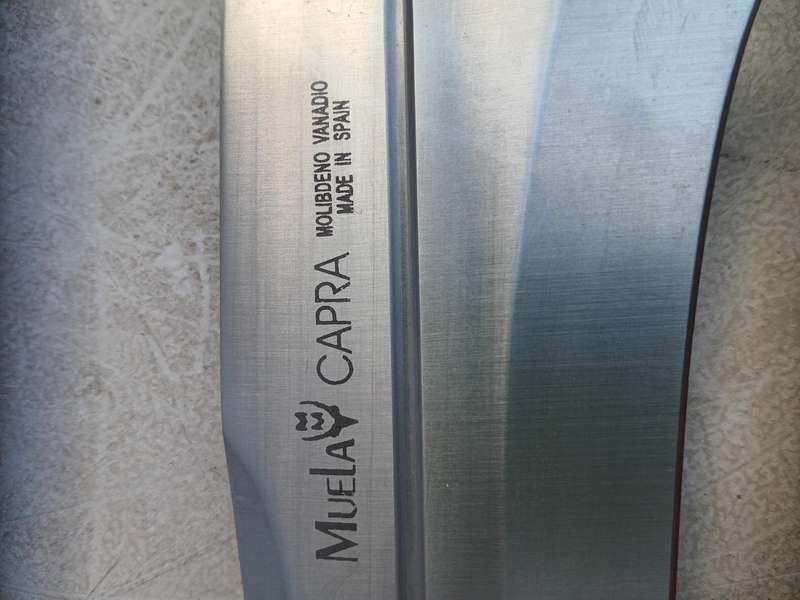 MUELA CAPRA
MOLIBDENO VANADIO
MADE IN SPAIN